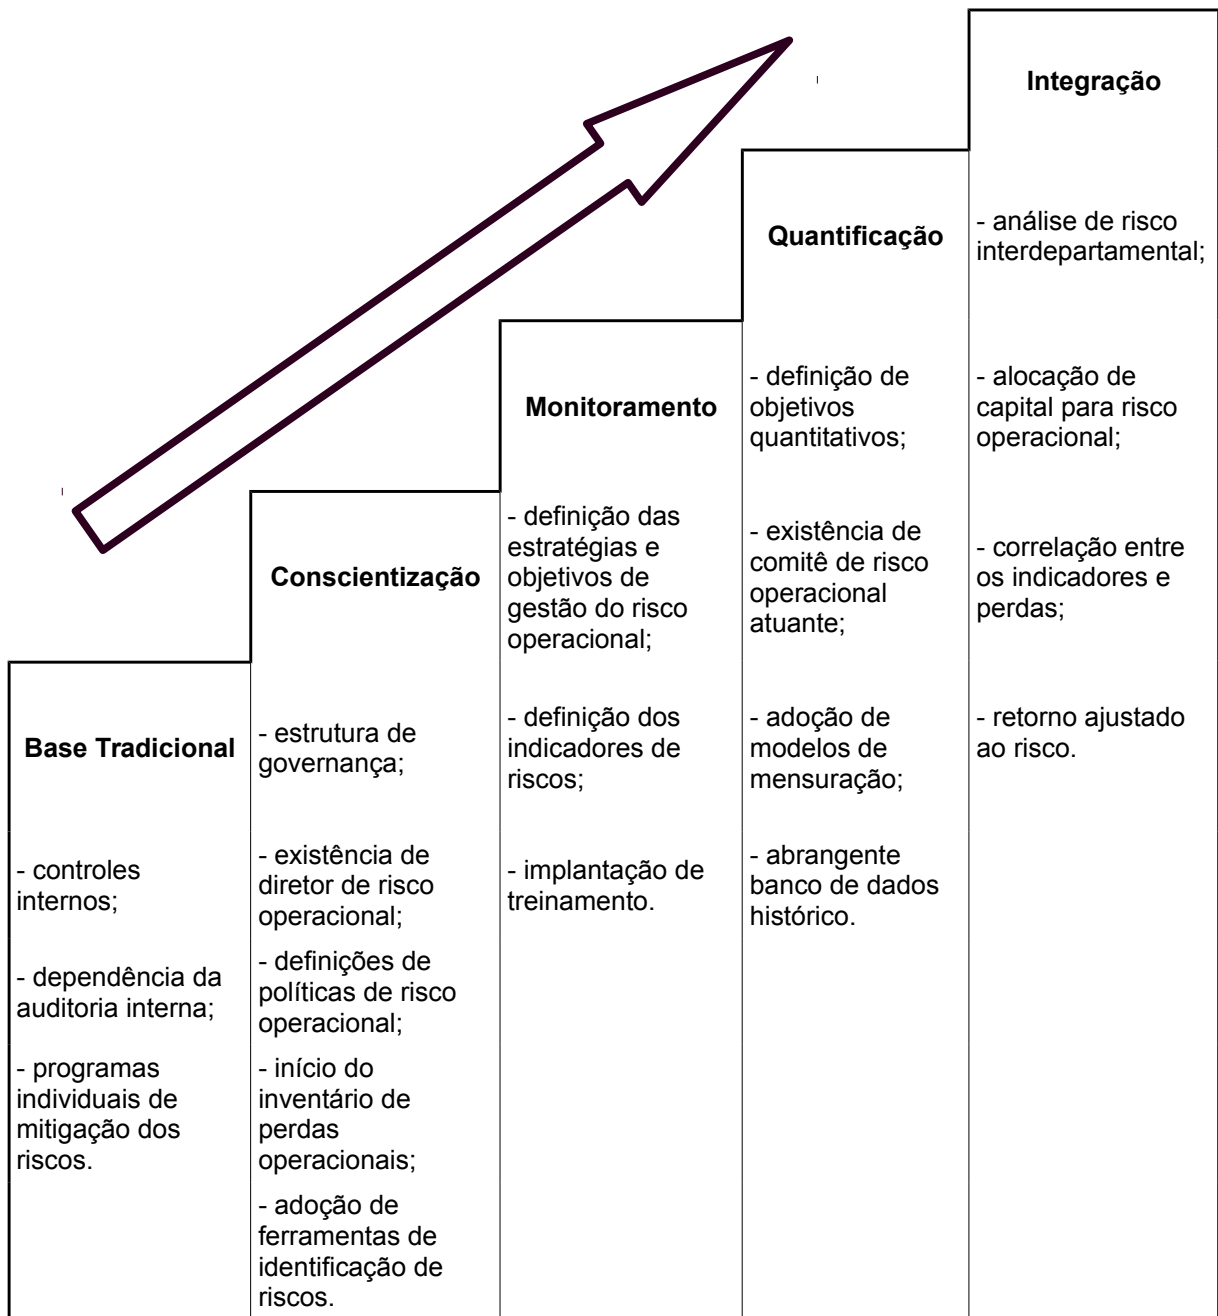 Base Tradicional
- controles
internos;
- dependência da
auditoria interna;
- programas
individuais de
mitigação dos
riscos.
Conscientização
- estrutura de
governança;
- existência de
diretor de risco
operacional;
- definições de
políticas de risco
operacional;
- início do
inventário de
perdas
operacionais;
- adoção de
ferramentas de
identificação de
riscos.
Monitoramento
- definição das
estratégias e
objetivos de
gestão do risco
operacional;
- definição dos
indicadores de
riscos;
- implantação de
treinamento.
Quantificação
- definição de
objetivos
quantitativos;
- existência de
comitê de risco
operacional
atuante;
- adoção de
modelos de
mensuração;
- abrangente
banco de dados
histórico.
Integração
- análise de risco
interdepartamental;
- alocação de
capital para risco
operacional;
- correlação entre
os indicadores e
perdas;
- retorno ajustado
ao risco.